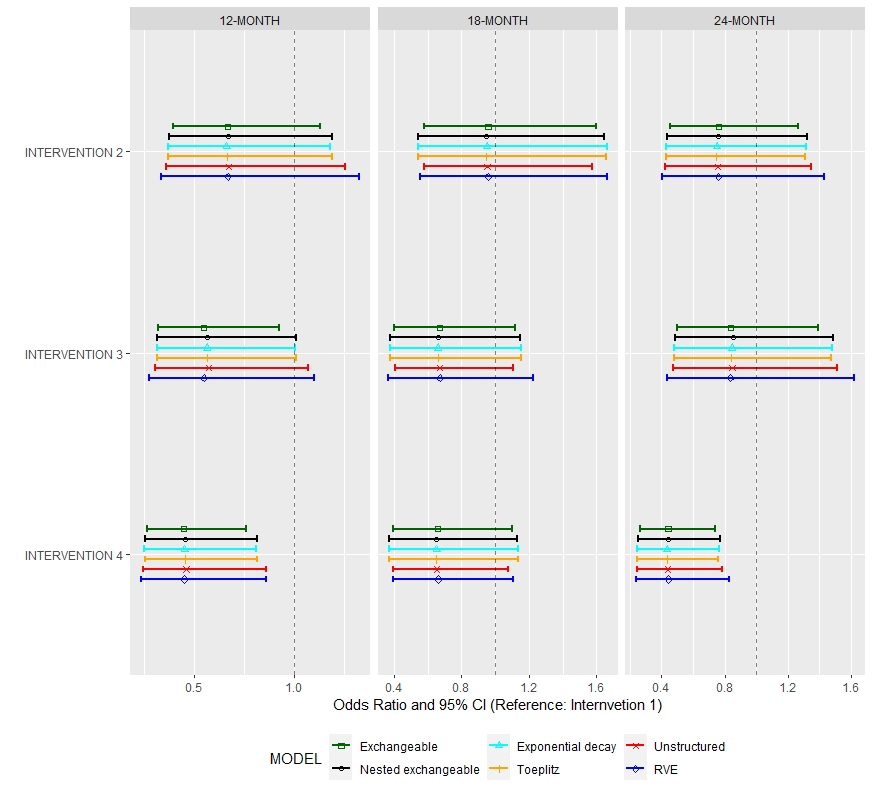 12-MONTH 18-MONTH 24-MONTH
INTERVENTION 2
INTERVENTION 3
INTERVENTION 4
0.5 1.0 0.4 0.8 1.2 1.6 0.4 0.8 1.2 1.6
Odds Ratio and 95% CI (Reference: Internvetion 1)
MODEL
Exchangeable Exponential decay Unstructured
Nested exchangeable Toeplitz RVE